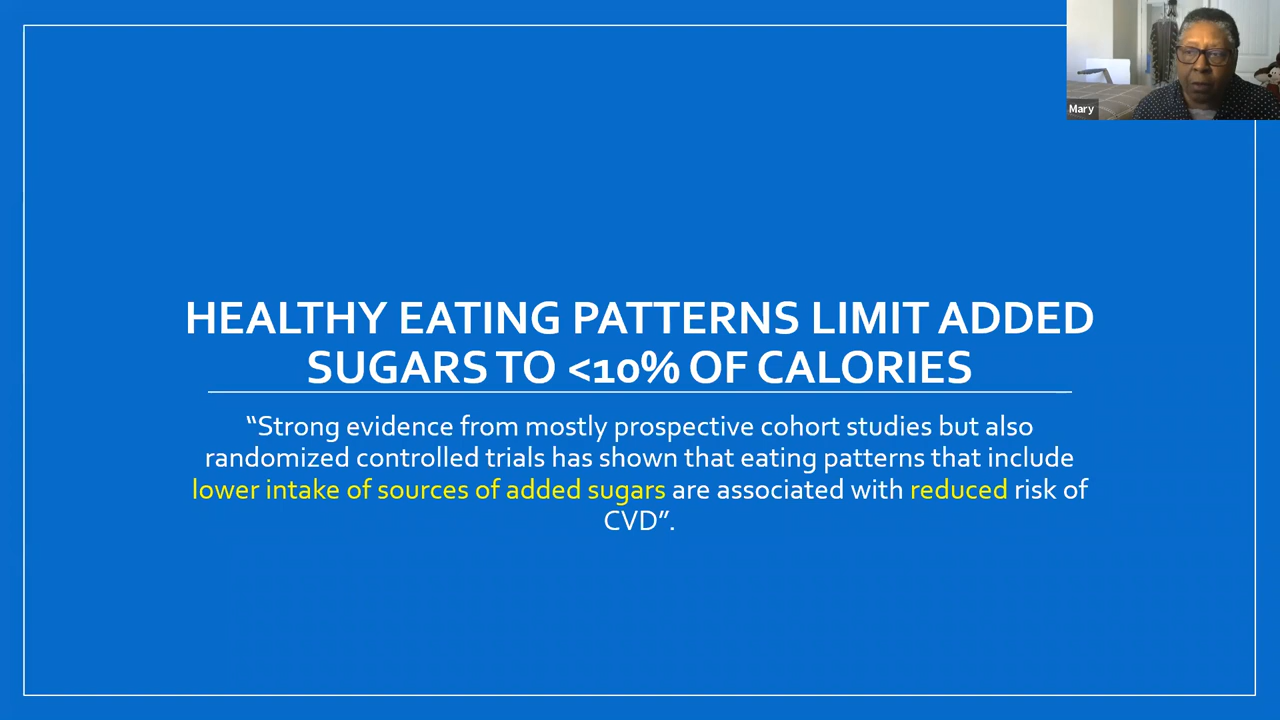 Mary
HEALTHY EATING PATTERNS LIMIT ADDED
SUGARS TO <10% OF CALORIES
“Strong evidence from mostly prospective cohort studies but also
randomized controlled trials has shown that eating patterns that include
lower intake of sources of added sugars are associated with reduced risk of
CVD”.